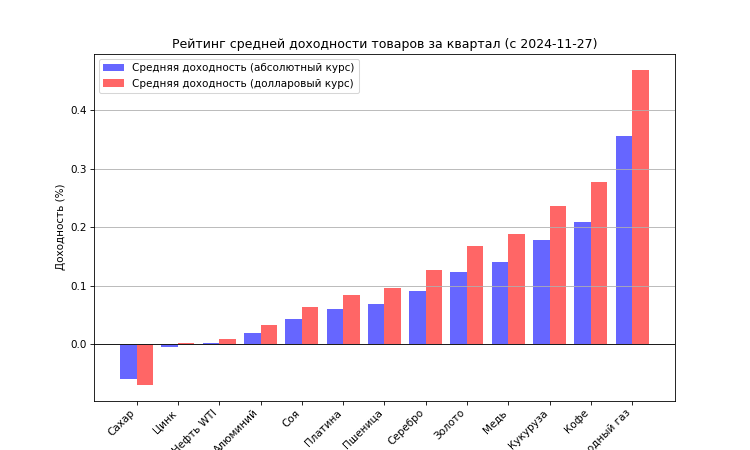 Рейтинг средней доходности товаров за квартал (с 2024-11-27)
Средняя доходность (абсолютный курс)
Средняя доходность (долларовый курс)
Доходность (%)
0.4
0.3
0.2
0.1
0.0
Сахар
Цинк
Нефть WTI
Алюминий
Соя
Платина
Пшеница
Серебро
Золото
Медь
Кукуруза
Кофе
газ